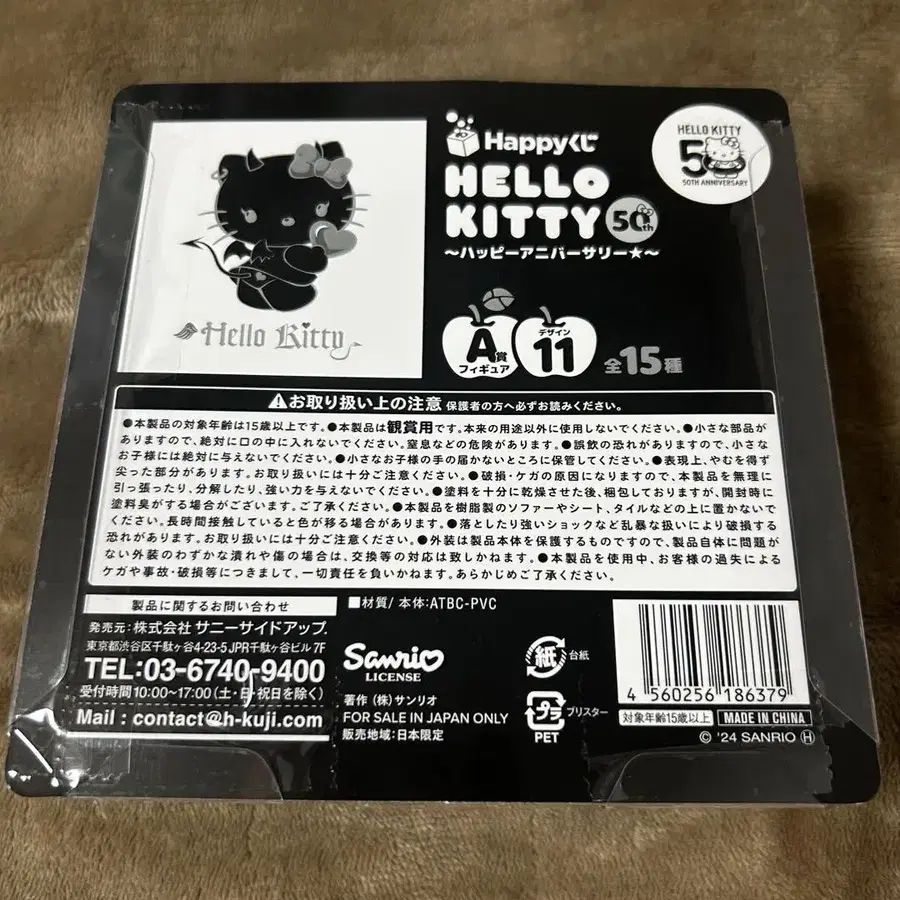 Happyくじ
HELLO
KITTY 50th
～ハッピーアニバーサリー★～
HELLO KITTY
50
50TH ANNIVERSARY
Hello Kitty
A賞
フィギュア
デザイン
11
全15種
お取り扱い上の注意 保護者の方へ必ずお読みください。
●本製品の対象年齢は15歳以上です。●本製品は観賞用です。本来の用途以外に使用しないでください。●小さな部品が
ありますので、絶対に口の中に入れないでください。窒息などの危険があります。●誤飲の恐れがありますので、小さな
お子様には絶対に与えないでください。●小さなお子様の手の届かないところに保管してください。●表現上、やむを得ず
尖った部分があります。お取り扱いには十分ご注意ください。●破損・ケガの原因になりますので、本製品を無理に
引っ張ったり、分解したり、強い力を与えないでください。●塗料を十分に乾燥させた後、梱包しておりますが、開封時に
塗料臭がする場合がございます。ご了承ください。●本製品を樹脂製のソファーやシート、タイルなどの上に置かないで
ください。長時間接触していると色が移る場合があります。●落としたり強いショックなど乱暴な扱いにより破損する
恐れがあります。お取り扱いには十分ご注意ください。●外装は製品本体を保護するものですので、製品自体に問題が
ない外装のわずかな潰れや傷の場合は、交換等の対応は致しかねます。●本製品を使用中、お客様の過失による
ケガや事故・破損等につきまして、一切責任を負いかねます。あらかじめご了承ください。
製品に関するお問い合わせ
発売元:株式会社 サニーサイドアップ.
東京都渋谷区千駄ヶ谷4-23-5 JPR千駄ヶ谷ビル 7F
TEL:03-6740-9400
受付時間 10:00～17:00(土・日・祝日を除く)
Mail : contact@h-kuji.com
■材質/ 本体:ATBC-PVC
Sanrio
LICENSE
著作 (株)サンリオ
FOR SALE IN JAPAN ONLY
販売地域:日本限定
紙 台紙
プラ ブリスター
PET
4 560256 186379
対象年齢15歳以上
MADE IN CHINA
© '24 SANRIO Ⓗ